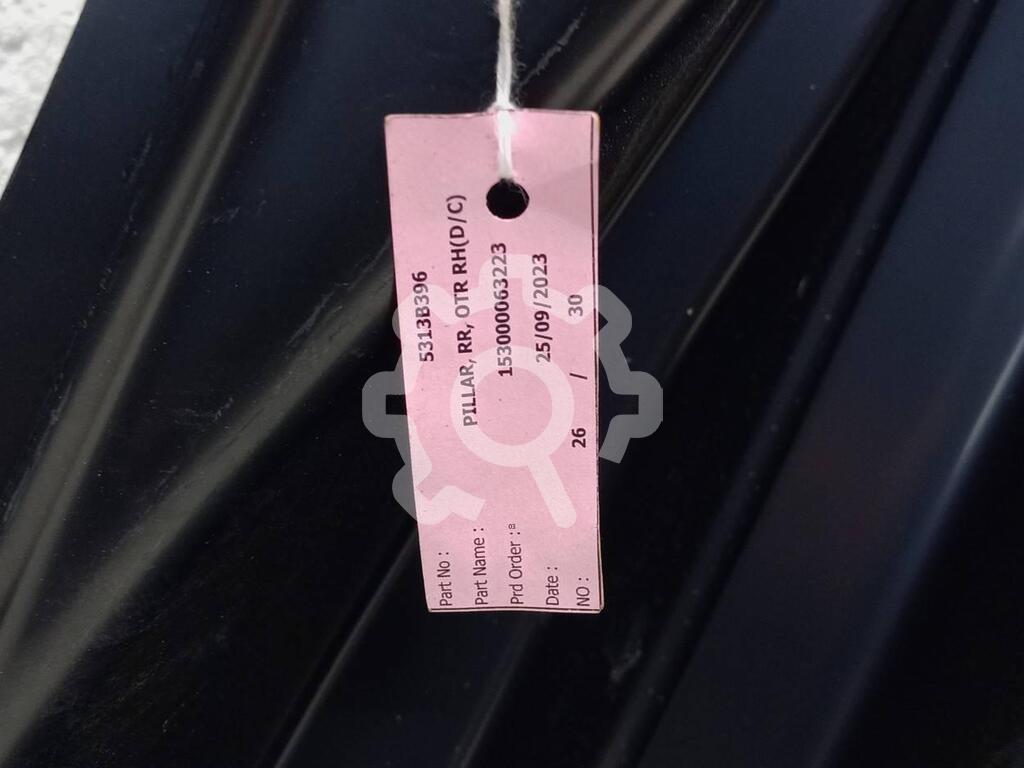 Part No : 5313B396
Part Name : PILLAR, RR, OTR RH(D/C)
Prd Order : 153000063223
Date : 25/09/2023
NO : 26 / 30